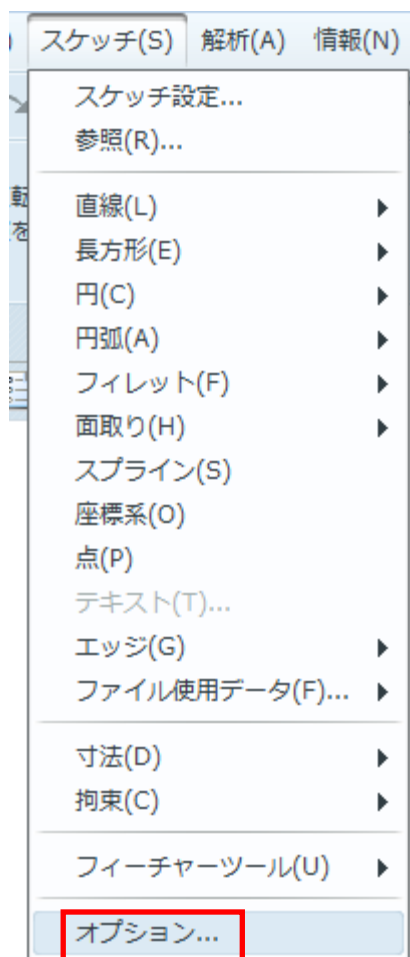 スケッチ(S) 解析(A) 情報(N)
スケッチ設定...
参照(R)...
直線(L)
長方形(E)
円(C)
円弧(A)
フィレット(F)
面取り(H)
スプライン(S)
座標系(O)
点(P)
テキスト(T)...
エッジ(G)
ファイル使用データ(F)...
寸法(D)
拘束(C)
フィーチャーツール(U)
オプション...